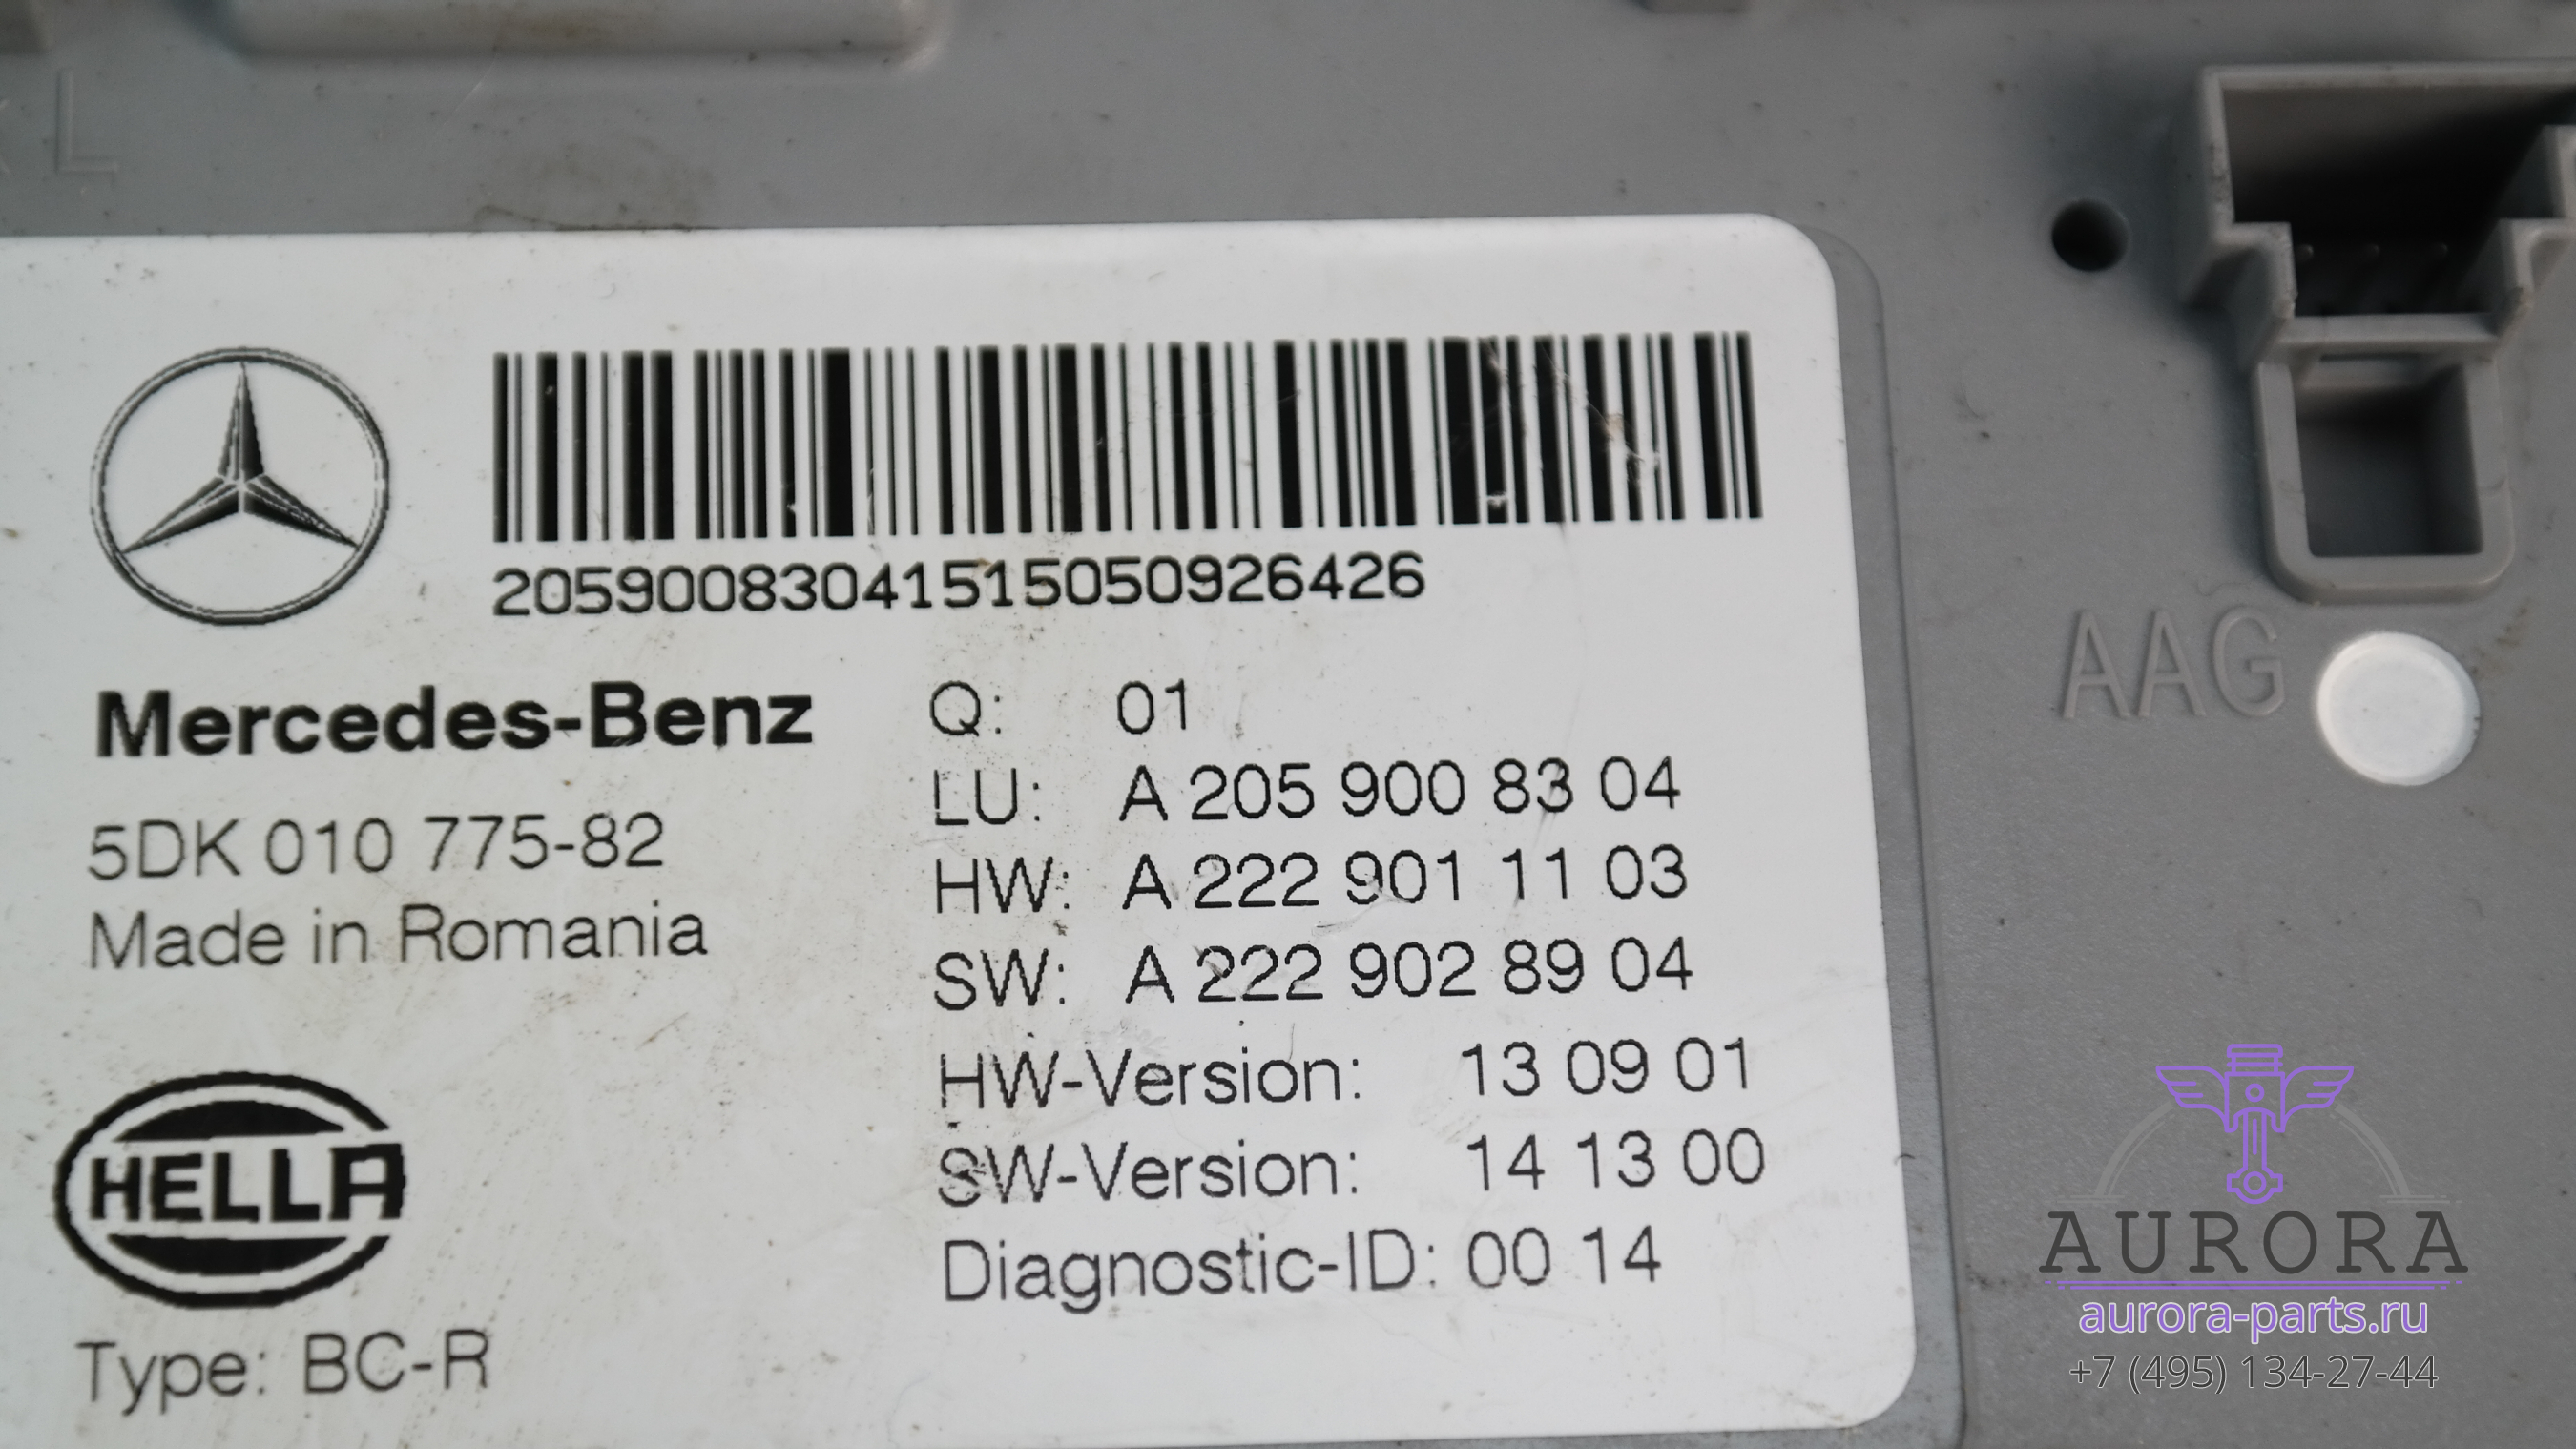 L
20590083041515050926426
Mercedes-Benz
5DK 010 775-82
Made in Romania
HELLA
Type: BC-R
Q: 01
LU: A 205 900 83 04
HW: A 222 901 11 03
SW: A 222 902 89 04
HW-Version: 13 09 01
SW-Version: 14 13 00
Diagnostic-ID: 00 14
AAG
AURORA
aurora-parts.ru
+7 (495) 134-27-44